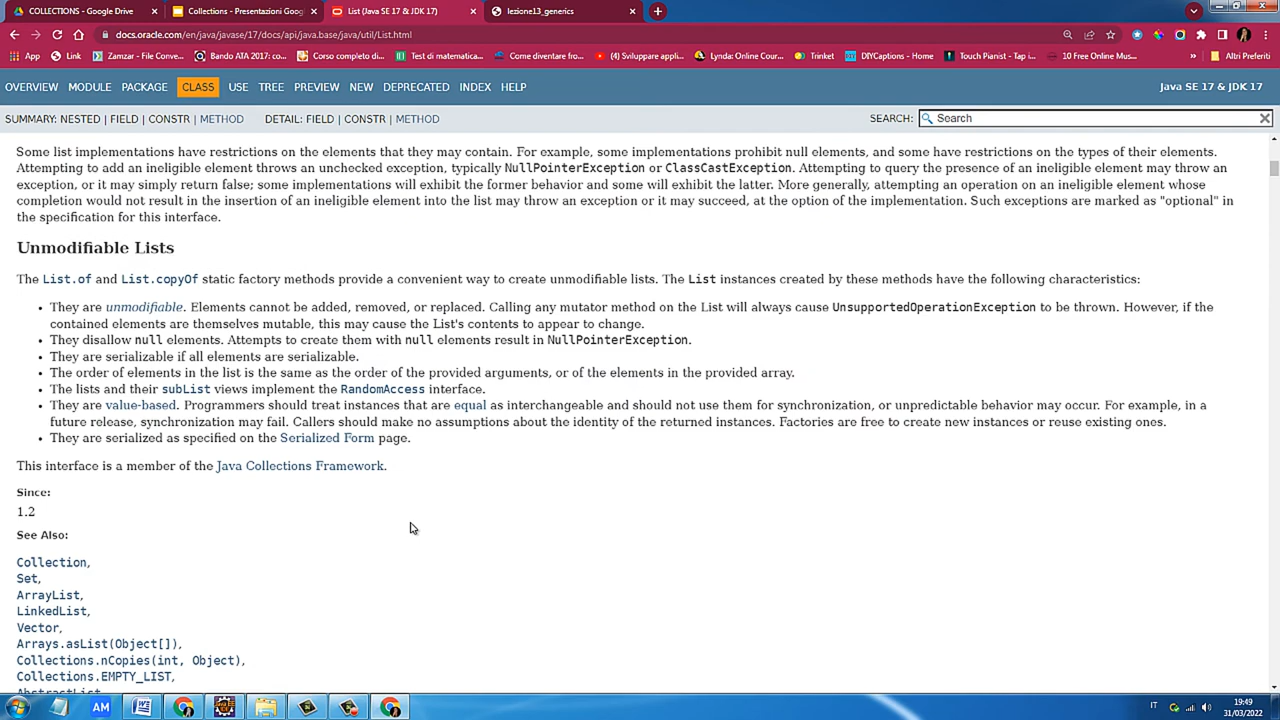 COLLECTIONS - Google Drive
Collections - Presentazioni Googl
List (Java SE 17 & JDK 17)
lezione13_generics
docs.oracle.com/en/java/javase/17/docs/api/java.base/java/util/List.html
App
Link
Zamzar - File Conve...
Bando ATA 2017: co...
Corso completo di...
Test di matematica...
Come diventare fro...
(4) Sviluppare appli...
Lynda: Online Cour...
Trinket
DIYCaptions - Home
Touch Pianist - Tap i...
10 Free Online Mus...
Altri Preferiti
OVERVIEW MODULE PACKAGE CLASS USE TREE PREVIEW NEW DEPRECATED INDEX HELP
Java SE 17 & JDK 17
SUMMARY: NESTED | FIELD | CONSTR | METHOD DETAIL: FIELD | CONSTR | METHOD
SEARCH: Search
Some list implementations have restrictions on the elements that they may contain. For example, some implementations prohibit null elements, and some have restrictions on the types of their elements.
Attempting to add an ineligible element throws an unchecked exception, typically NullPointerException or ClassCastException. Attempting to query the presence of an ineligible element may throw an
exception, or it may simply return false; some implementations will exhibit the former behavior and some will exhibit the latter. More generally, attempting an operation on an ineligible element whose
completion would not result in the insertion of an ineligible element into the list may throw an exception or it may succeed, at the option of the implementation. Such exceptions are marked as "optional" in
the specification for this interface.
Unmodifiable Lists
The List.of and List.copyOf static factory methods provide a convenient way to create unmodifiable lists. The List instances created by these methods have the following characteristics:
• They are unmodifiable. Elements cannot be added, removed, or replaced. Calling any mutator method on the List will always cause UnsupportedOperationException to be thrown. However, if the
contained elements are themselves mutable, this may cause the List's contents to appear to change.
• They disallow null elements. Attempts to create them with null elements result in NullPointerException.
• They are serializable if all elements are serializable.
• The order of elements in the list is the same as the order of the provided arguments, or of the elements in the provided array.
• The lists and their subList views implement the RandomAccess interface.
• They are value-based. Programmers should treat instances that are equal as interchangeable and should not use them for synchronization, or unpredictable behavior may occur. For example, in a
future release, synchronization may fail. Callers should make no assumptions about the identity of the returned instances. Factories are free to create new instances or reuse existing ones.
• They are serialized as specified on the Serialized Form page.
This interface is a member of the Java Collections Framework.
Since:
1.2
See Also:
Collection,
Set,
ArrayList,
LinkedList,
Vector,
Arrays.asList(Object[]),
Collections.nCopies(int, Object),
Collections.EMPTY_LIST,
AbstractList
AM
IT
19:49
31/03/2022